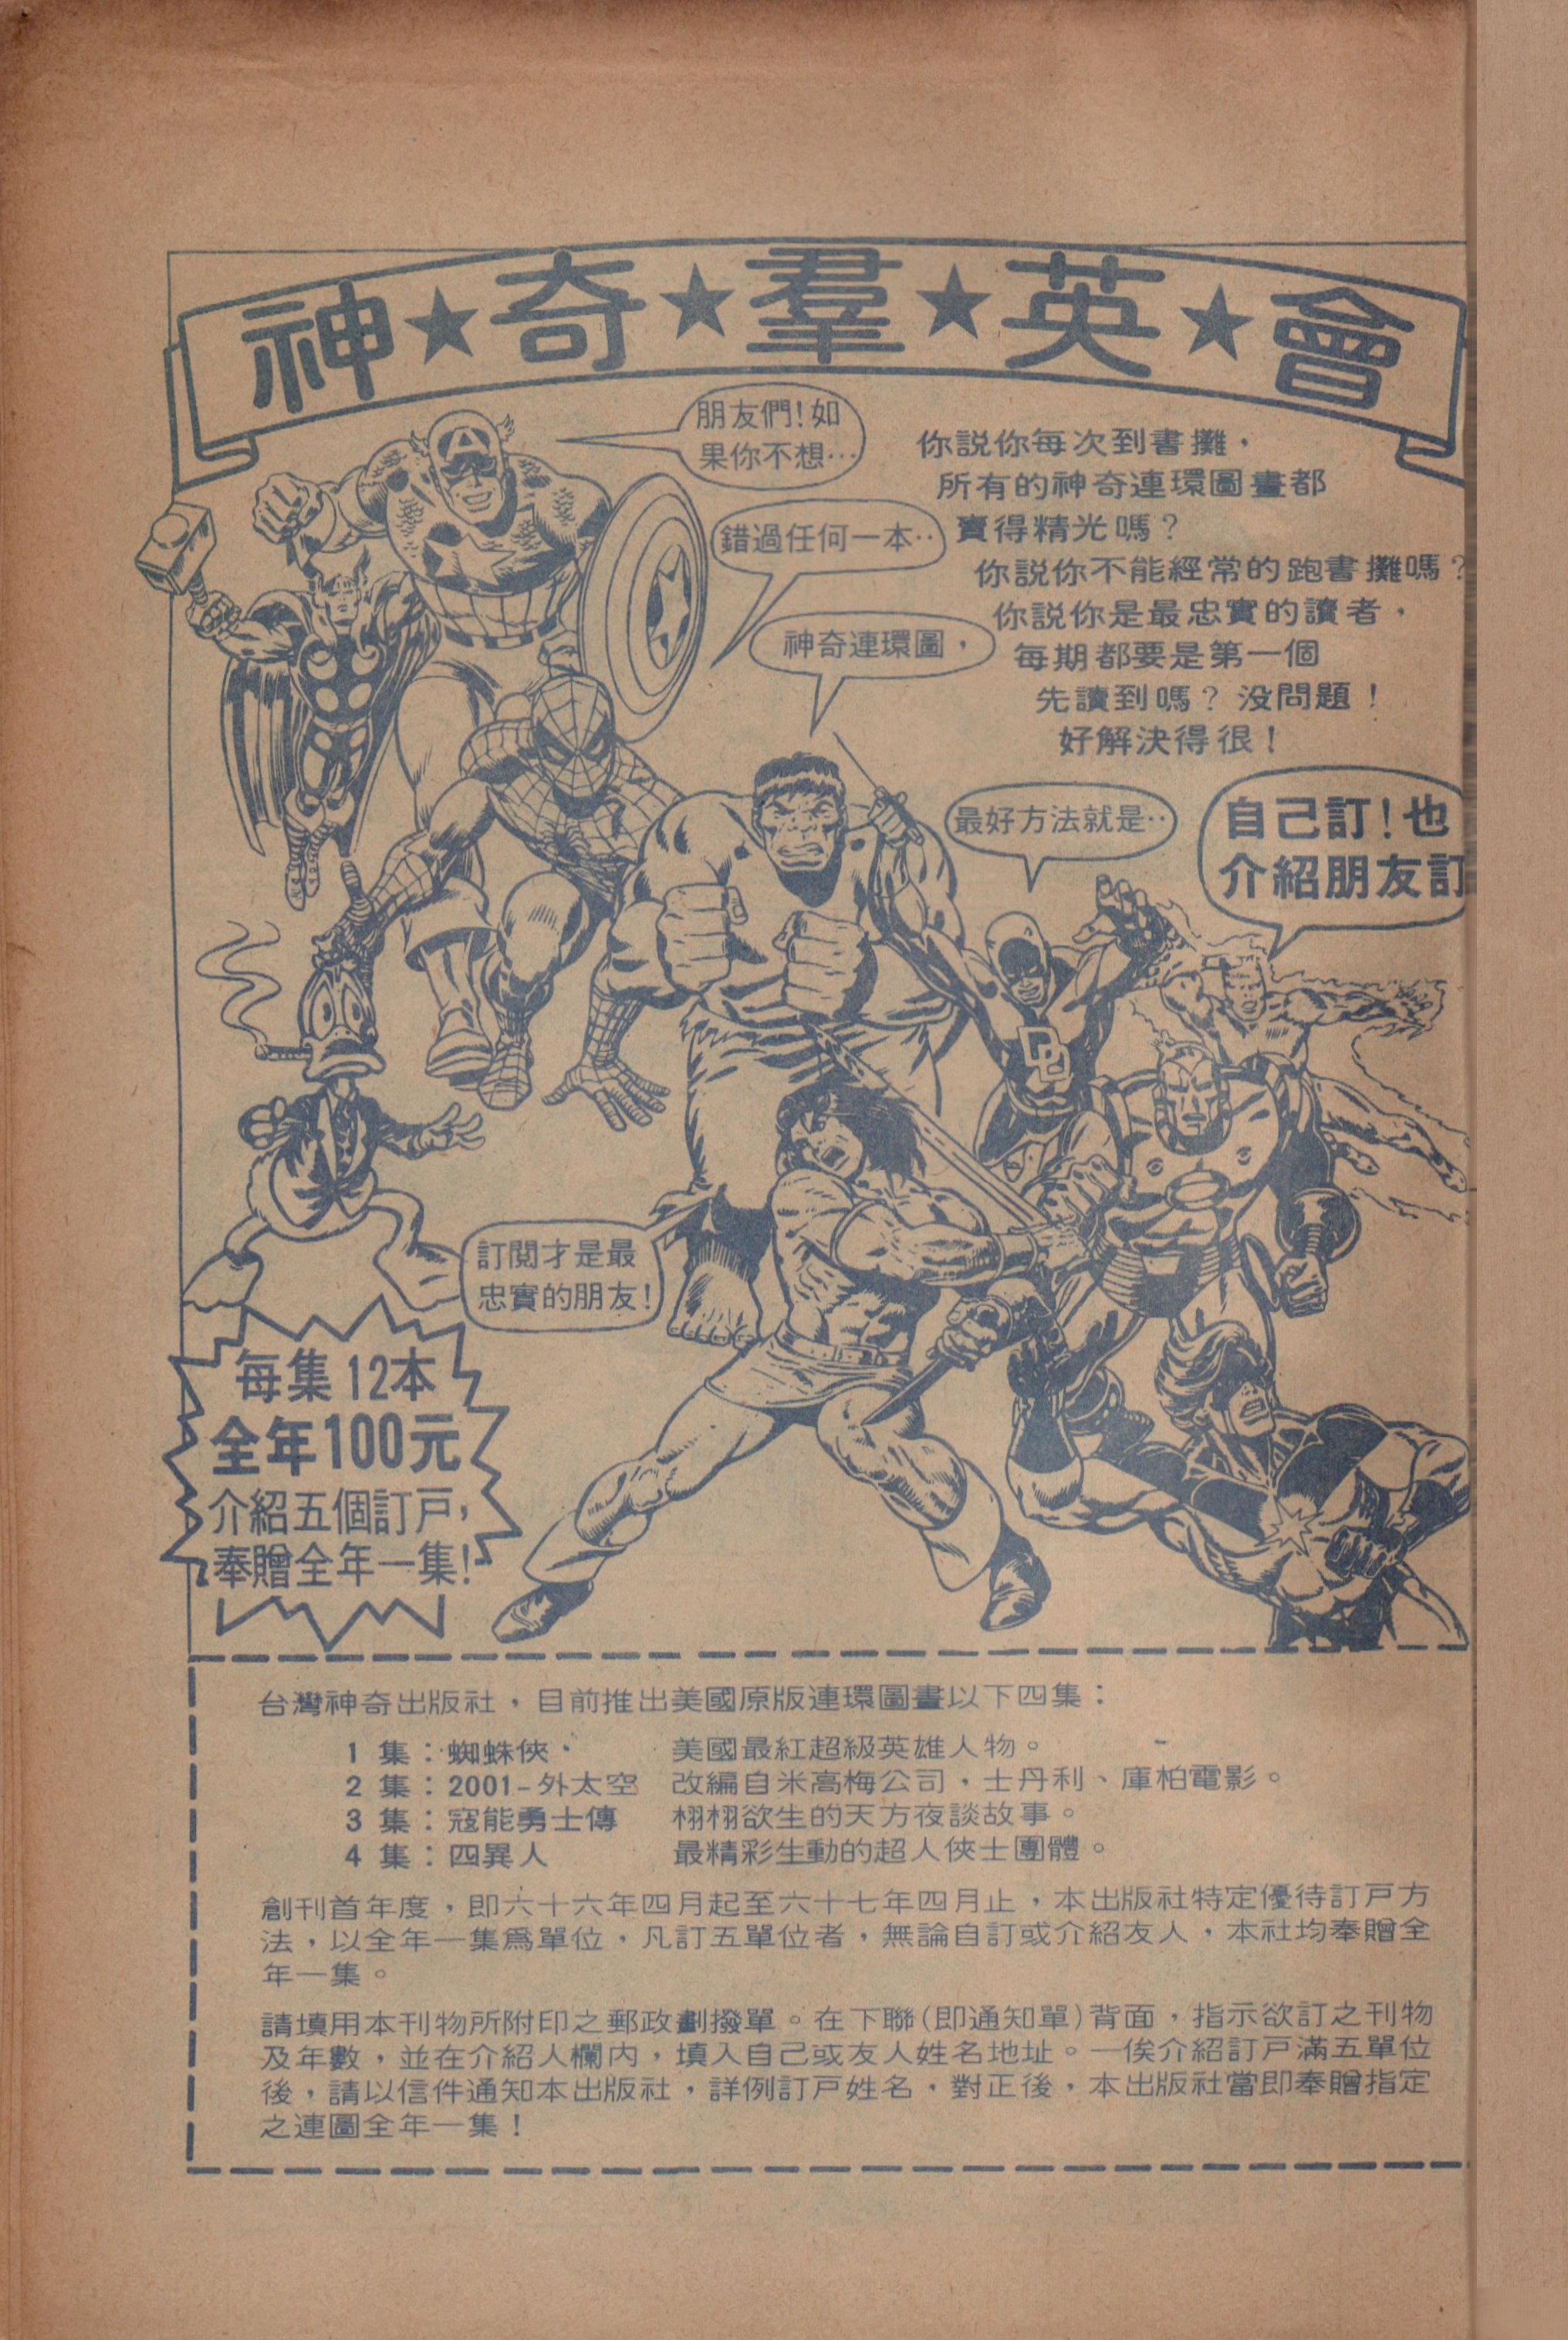 神★奇★羣★英★會
朋友們！如
果你不想…
錯過任何一本‥
神奇連環圖，
你説你每次到書攤，
所有的神奇連環圖畫都
賣得精光嗎？
你説你不能經常的跑書攤嗎？
你説你是最忠實的讀者，
每期都要是第一個
先讀到嗎？没問題！
好解決得很！
最好方法就是‥
自己訂！也
介紹朋友訂
訂閲才是最
忠實的朋友！
每集12本
全年100元
介紹五個訂戸，
奉贈全年一集！
台灣神奇出版社，目前推出美國原版連環圖畫以下四集：
1 集：蜘蛛俠． 美國最紅超級英雄人物。
2 集：2001-外太空 改編自米高梅公司，士丹利、庫柏電影。
3 集：寇能勇士傳 栩栩欲生的天方夜談故事。
4 集：四異人 最精彩生動的超人俠士團體。
創刊首年度，即六十六年四月起至六十七年四月止，本出版社特定優待訂戸方
法，以全年一集爲單位，凡訂五單位者，無論自訂或介紹友人，本社均奉贈全
年一集。
請填用本刊物所附印之郵政劃撥單。在下聯(即通知單)背面，指示欲訂之刊物
及年數，並在介紹人欄内，填入自己或友人姓名地址。一俟介紹訂戸滿五單位
後，請以信件通知本出版社，詳例訂戸姓名，對正後，本出版社當即奉贈指定
之連圖全年一集！